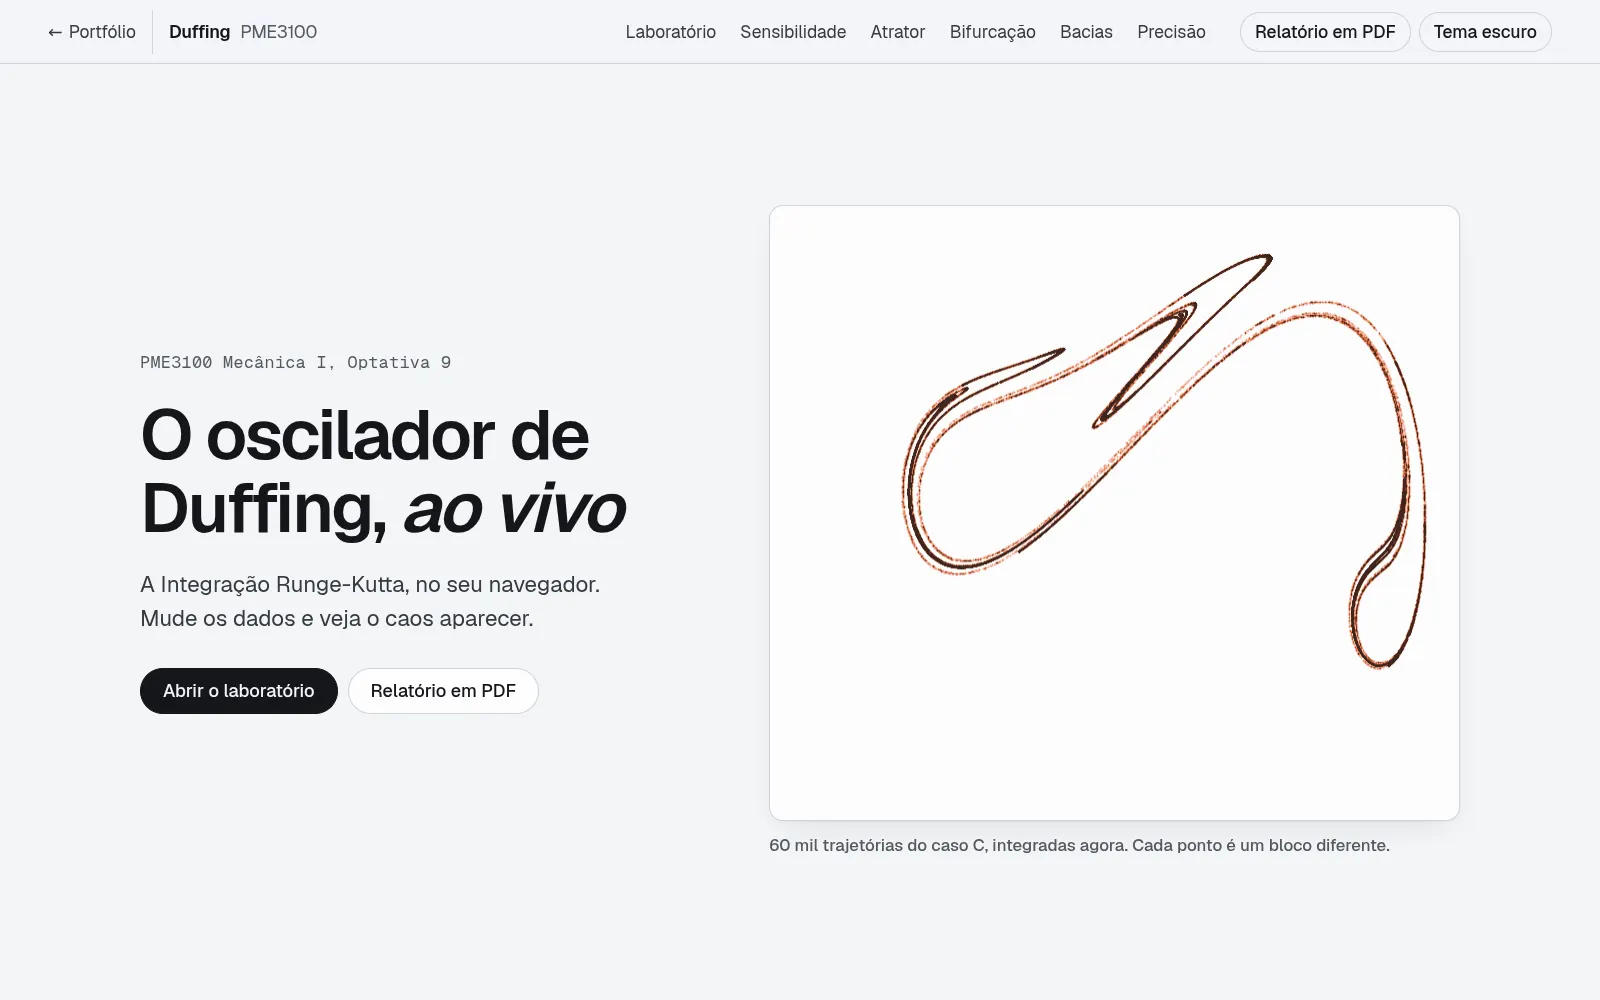 ← Portfólio
Duffing PME3100
Laboratório
Sensibilidade
Atrator
Bifurcação
Bacias
Precisão
Relatório em PDF
Tema escuro
PME3100 Mecânica I, Optativa 9
O oscilador de
Duffing, ao vivo
A Integração Runge-Kutta, no seu navegador.
Mude os dados e veja o caos aparecer.
Abrir o laboratório
Relatório em PDF
60 mil trajetórias do caso C, integradas agora. Cada ponto é um bloco diferente.